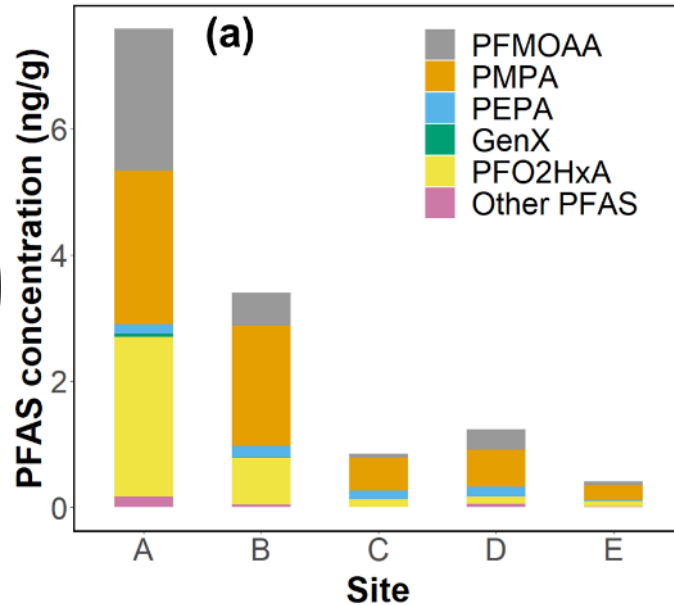 (a)
PFMOAA
PMPA
PEPA
GenX
PFO2HxA
Other PFAS
PFAS concentration (ng/g)
6
4
2
0
A B C D E
Site